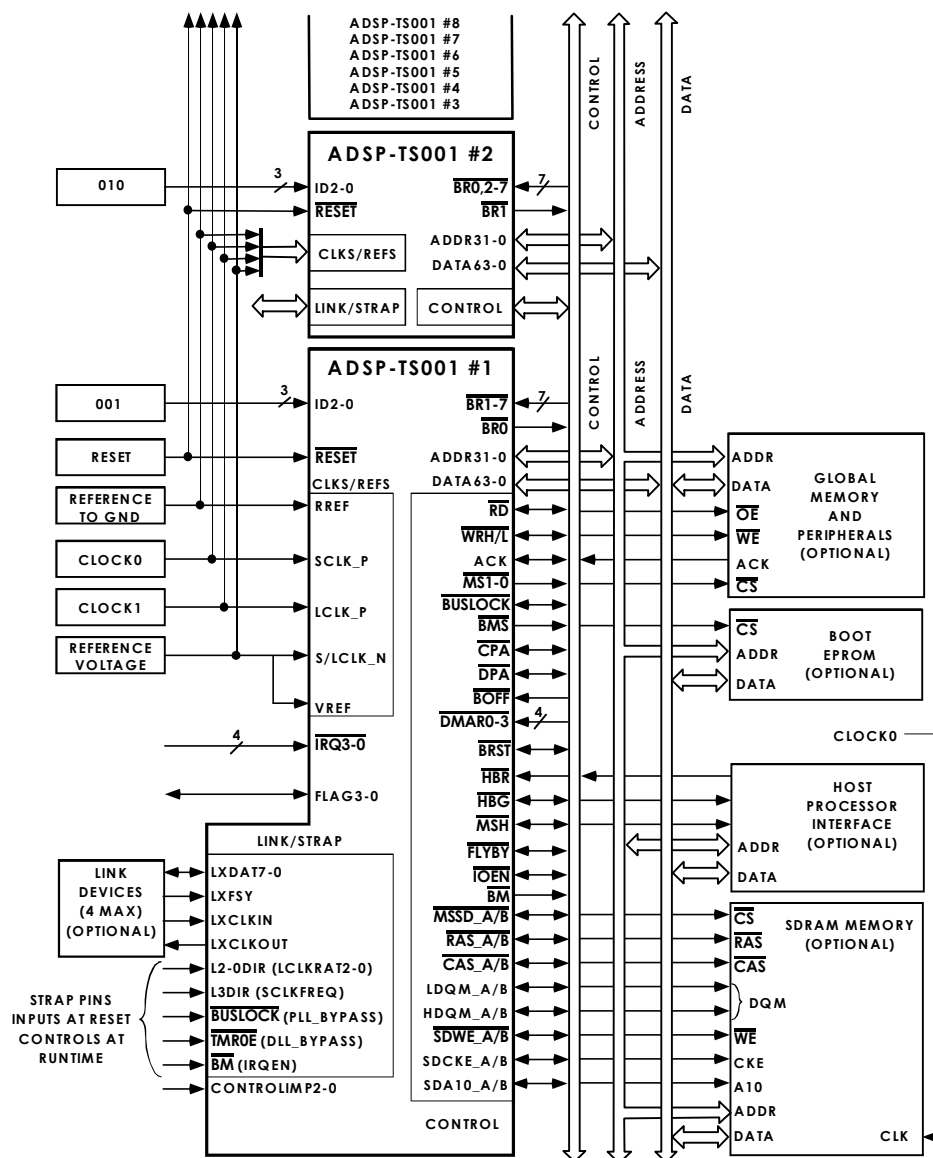 ADSP-TS001 #8
ADSP-TS001 #7
ADSP-TS001 #6
ADSP-TS001 #5
ADSP-TS001 #4
ADSP-TS001 #3
CONTROL
ADDRESS
DATA
ADSP-TS001 #2
010
3
ID2-0
BR0,2-7
7
RESET
BR1
ADDR31-0
CLKS/REFS
DATA63-0
LINK/STRAP
CONTROL
ADSP-TS001 #1
CONTROL
ADDRESS
DATA
001
3
ID2-0
BR1-7
7
BR0
RESET
RESET
ADDR31-0
CLKS/REFS
DATA63-0
REFERENCE
TO GND
RREF
CLOCK0
SCLK_P
CLOCK1
LCLK_P
REFERENCE
VOLTAGE
S/LCLK_N
VREF
4
IRQ3-0
FLAG3-0
RD
WRH/L
ACK
MS1-0
BUSLOCK
BMS
CPA
DPA
BOFF
DMAR0-3
4
BRST
HBR
HBG
MSH
FLYBY
IOEN
BM
MSSD_A/B
RAS_A/B
CAS_A/B
LDQM_A/B
HDQM_A/B
SDWE_A/B
SDCKE_A/B
SDA10_A/B
CONTROL
ADDR
DATA
OE
WE
ACK
CS
GLOBAL
MEMORY
AND
PERIPHERALS
(OPTIONAL)
CS
ADDR
DATA
BOOT
EPROM
(OPTIONAL)
CLOCK0
HOST
PROCESSOR
INTERFACE
(OPTIONAL)
ADDR
DATA
SDRAM MEMORY
(OPTIONAL)
CS
RAS
CAS
DQM
WE
CKE
A10
ADDR
DATA
CLK
LINK/STRAP
LINK
DEVICES
(4 MAX)
(OPTIONAL)
LXDAT7-0
LXFSY
LXCLKIN
LXCLKOUT
STRAP PINS
INPUTS AT RESET
CONTROLS AT
RUNTIME
L2-0DIR (LCLKRAT2-0)
L3DIR (SCLKFREQ)
BUSLOCK (PLL_BYPASS)
TMR0E (DLL_BYPASS)
BM (IRQEN)
CONTROLIMP2-0